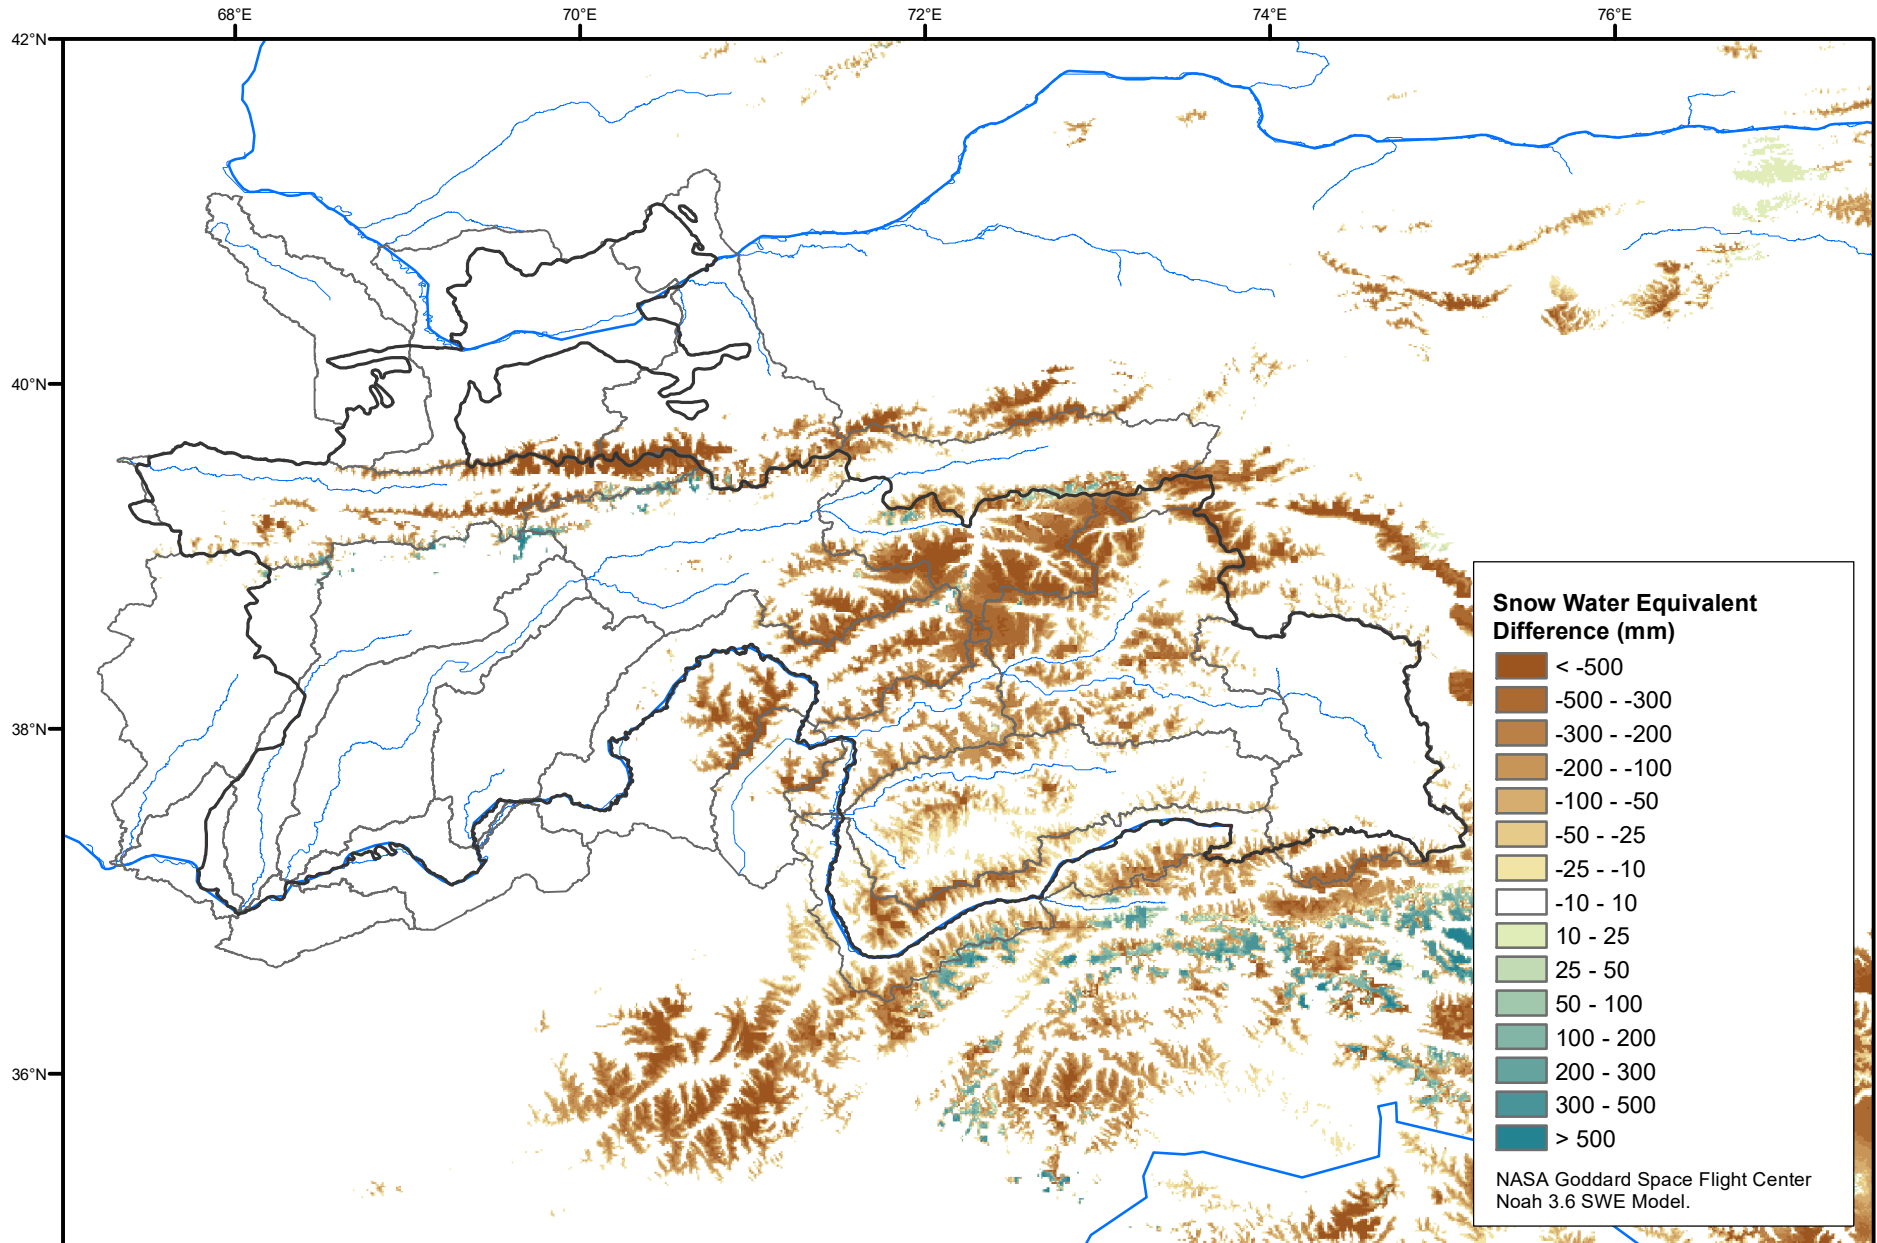 68°E
70°E
72°E
74°E
76°E
42°N
40°N
38°N
36°N
Snow Water Equivalent
Difference (mm)
< -500
-500 - -300
-300 - -200
-200 - -100
-100 - -50
-50 - -25
-25 - -10
-10 - 10
10 - 25
25 - 50
50 - 100
100 - 200
200 - 300
300 - 500
> 500
NASA Goddard Space Flight Center
Noah 3.6 SWE Model.